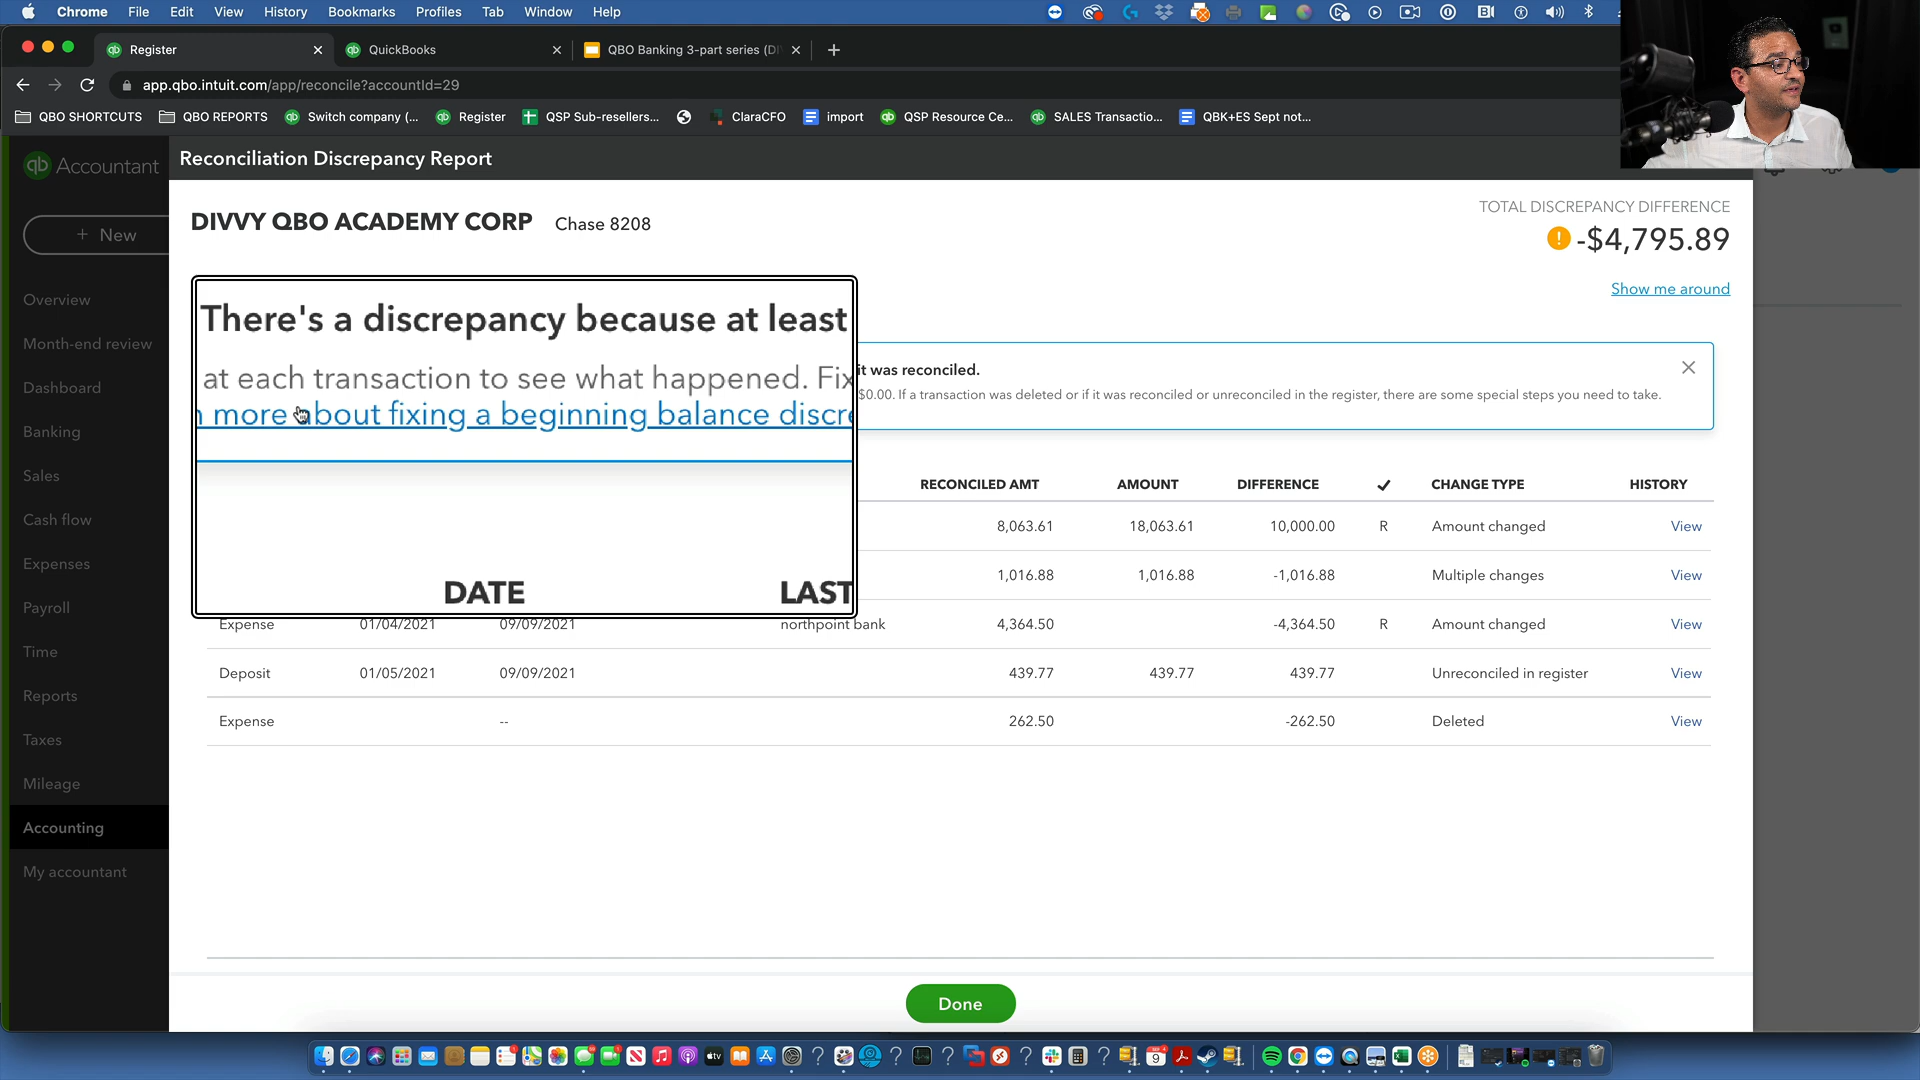 Chrome File Edit View History Bookmarks Profiles Tab Window Help
Register QuickBooks QBO Banking 3-part series (DI
app.qbo.intuit.com/app/reconcile?accountId=29
QBO SHORTCUTS QBO REPORTS Switch company (... Register QSP Sub-resellers... ClaraCFO import QSP Resource Ce... SALES Transactio... QBK+ES Sept not...
qb Accountant
Reconciliation Discrepancy Report
+ New
Overview
Month-end review
Dashboard
Banking
Sales
Cash flow
Expenses
Payroll
Time
Reports
Taxes
Mileage
Accounting
My accountant
DIVVY QBO ACADEMY CORP Chase 8208
TOTAL DISCREPANCY DIFFERENCE
-$4,795.89
Show me around
There's a discrepancy because at least
at each transaction to see what happened. Fix
more about fixing a beginning balance discre
it was reconciled.
$0.00. If a transaction was deleted or if it was reconciled or unreconciled in the register, there are some special steps you need to take.
DATE LAST
RECONCILED AMT AMOUNT DIFFERENCE ✓ CHANGE TYPE HISTORY
8,063.61 18,063.61 10,000.00 R Amount changed View
1,016.88 1,016.88 -1,016.88 Multiple changes View
Expense 01/04/2021 09/09/2021 northpoint bank 4,364.50 -4,364.50 R Amount changed View
Deposit 01/05/2021 09/09/2021 439.77 439.77 439.77 Unreconciled in register View
Expense -- 262.50 -262.50 Deleted View
Done